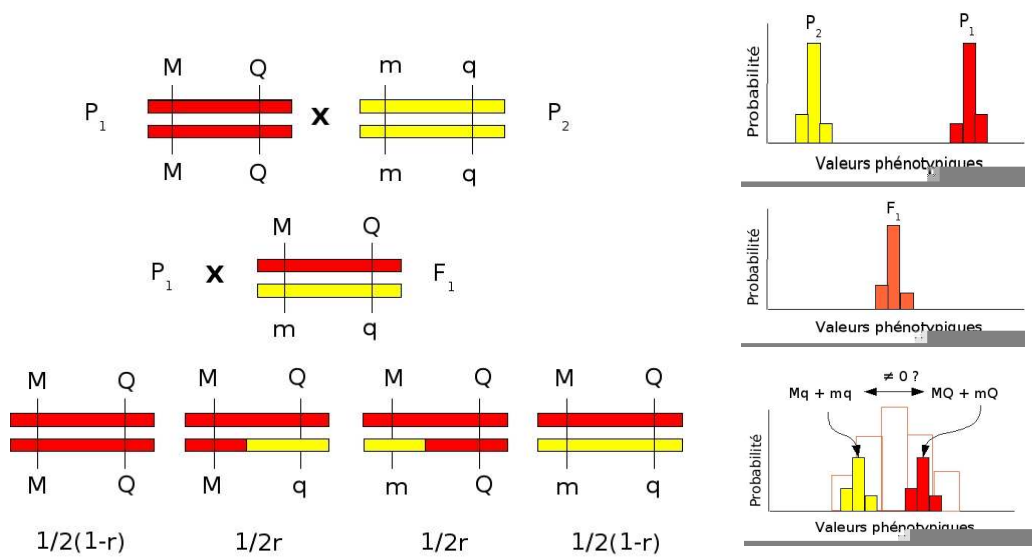 M Q m q
P1 X P2
M Q m q
M Q
P1 X F1
m q
M Q M Q M Q M Q
M Q M q m Q m q
1/2(1-r) 1/2r 1/2r 1/2(1-r)
P2 P1
Probabilité
Valeurs phénotypiques
F1
Probabilité
Valeurs phénotypiques
≠ 0 ?
Mq + mq MQ + mQ
Probabilité
Valeurs phénotypiques